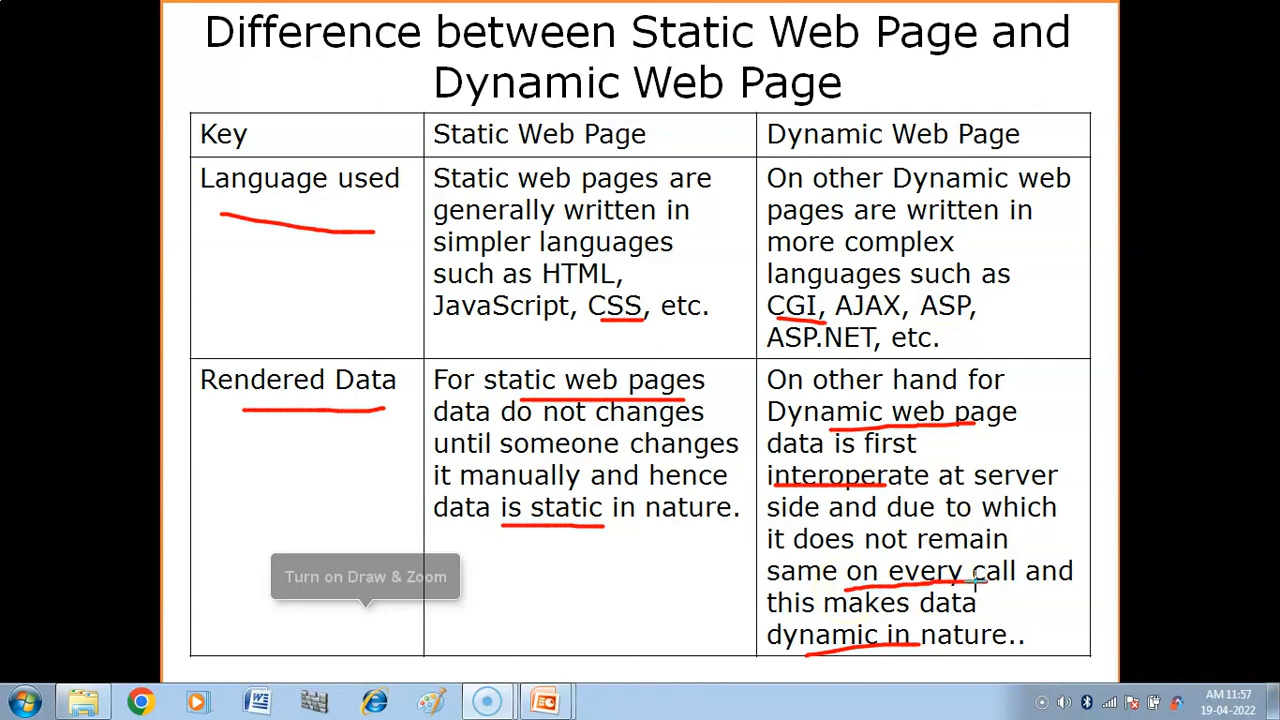 Difference between Static Web Page and
Dynamic Web Page
Key
Static Web Page
Dynamic Web Page
Language used
Static web pages are
generally written in
simpler languages
such as HTML,
JavaScript, CSS, etc.
On other Dynamic web
pages are written in
more complex
languages such as
CGI, AJAX, ASP,
ASP.NET, etc.
Rendered Data
For static web pages
data do not changes
until someone changes
it manually and hence
data is static in nature.
On other hand for
Dynamic web page
data is first
interoperate at server
side and due to which
it does not remain
same on every call and
this makes data
dynamic in nature..
Turn on Draw & Zoom
AM 11:57
19-04-2022